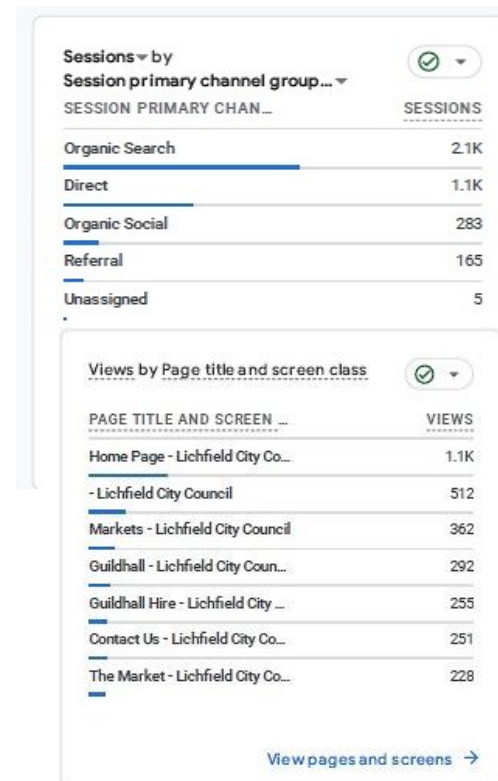 Sessions by
Session primary channel group...
SESSION PRIMARY CHAN... SESSIONS
Organic Search 2.1K
Direct 1.1K
Organic Social 283
Referral 165
Unassigned 5
Views by Page title and screen class
PAGE TITLE AND SCREEN ... VIEWS
Home Page - Lichfield City Co... 1.1K
- Lichfield City Council 512
Markets - Lichfield City Council 362
Guildhall - Lichfield City Coun... 292
Guildhall Hire - Lichfield City ... 255
Contact Us - Lichfield City Co... 251
The Market - Lichfield City Co... 228
View pages and screens →